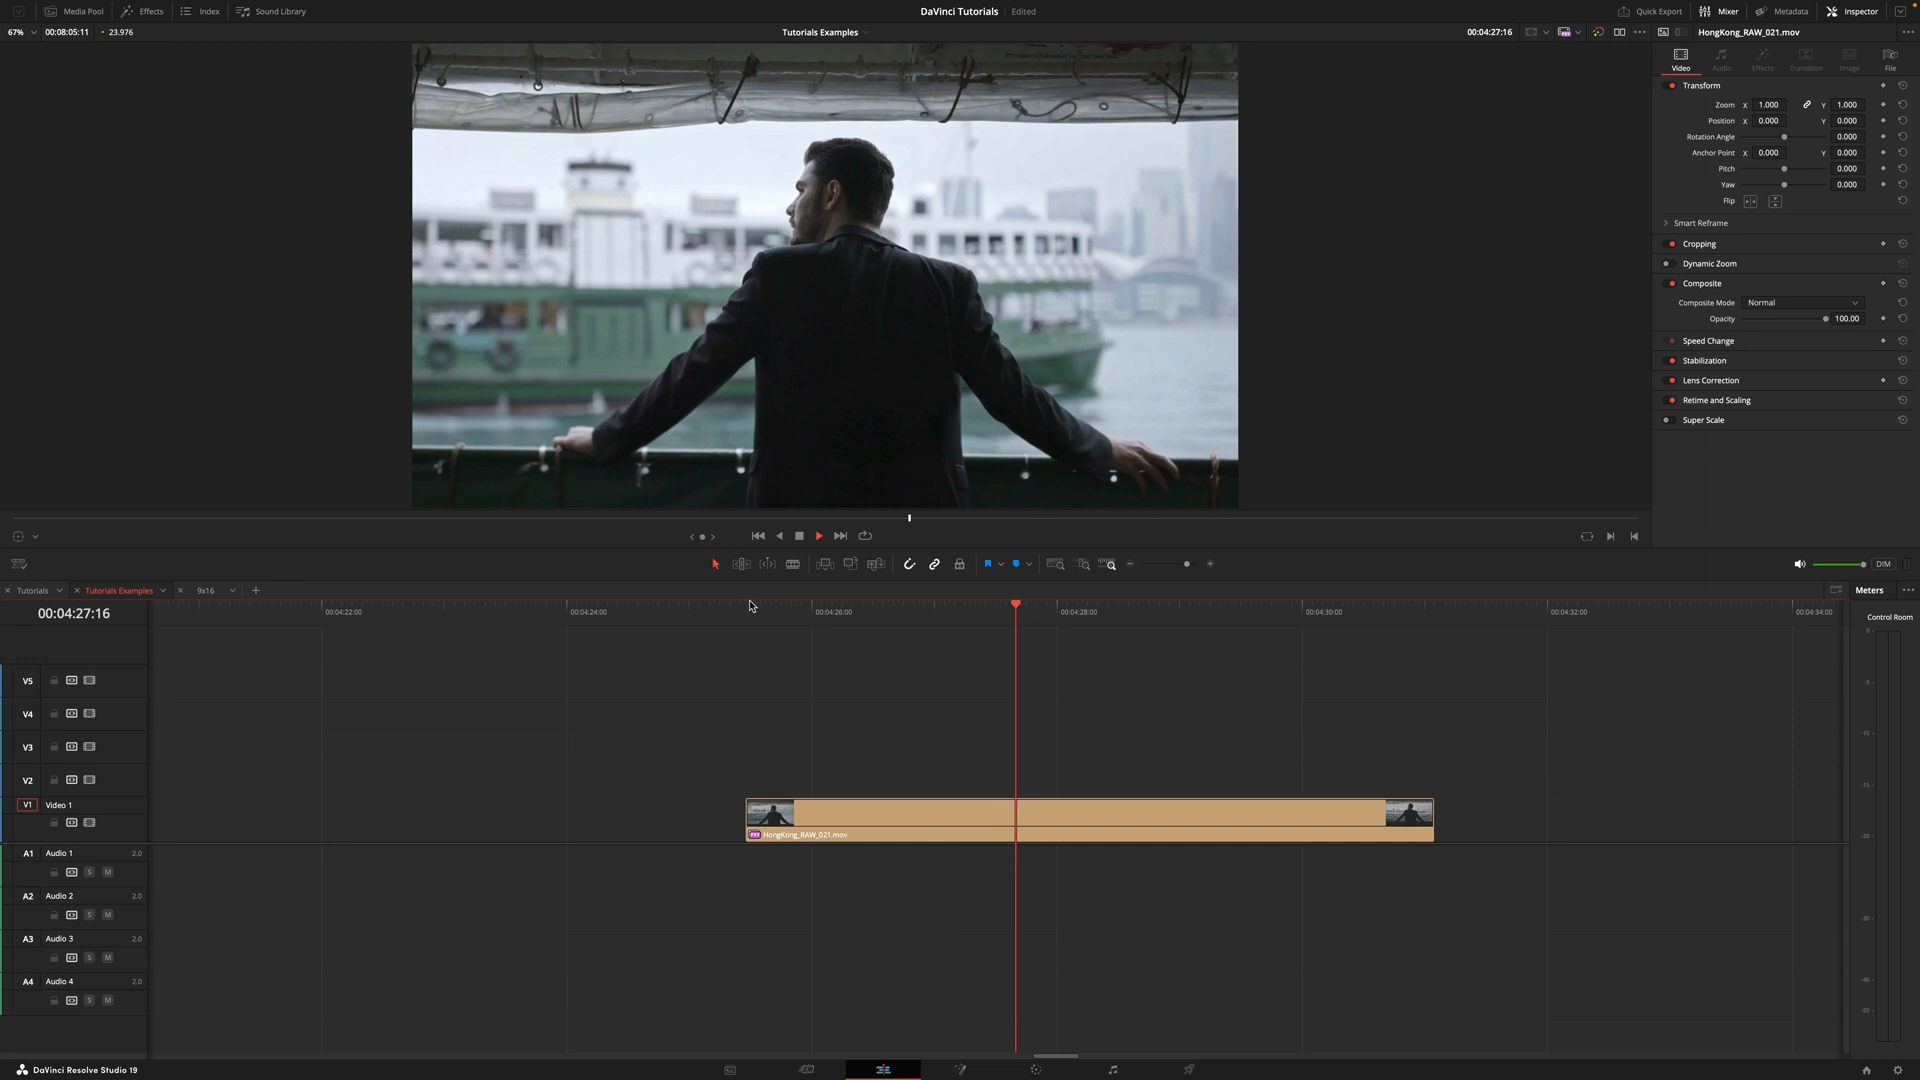 Media Pool Effects Index Sound Library DaVinci Tutorials Edited Quick Export Mixer Metadata Inspector
67% 00:08:05:11 23.976 Tutorials Examples 00:04:27:16 HongKong_RAW_021.mov
Video Audio Effects Transition Image File
Transform
Zoom X 1.000 Y 1.000
Position X 0.000 Y 0.000
Rotation Angle 0.000
Anchor Point X 0.000 Y 0.000
Pitch 0.000
Yaw 0.000
Flip
Smart Reframe
Cropping
Dynamic Zoom
Composite
Composite Mode Normal
Opacity 100.00
Speed Change
Stabilization
Lens Correction
Retime and Scaling
Super Scale
DIM
Tutorials Tutorials Examples 9x16 Meters
00:04:27:16 00:04:22:00 00:04:24:00 00:04:26:00 00:04:28:00 00:04:30:00 00:04:32:00 00:04:34:00
Control Room
0
V5
-5
V4
V3
-10
V2
-15
V1 Video 1
HongKong_RAW_021.mov
-20
A1 Audio 1 2.0
S M
A2 Audio 2 2.0
S M
-30
A3 Audio 3 2.0
S M
A4 Audio 4 2.0
-40
S M
-50
DaVinci Resolve Studio 19